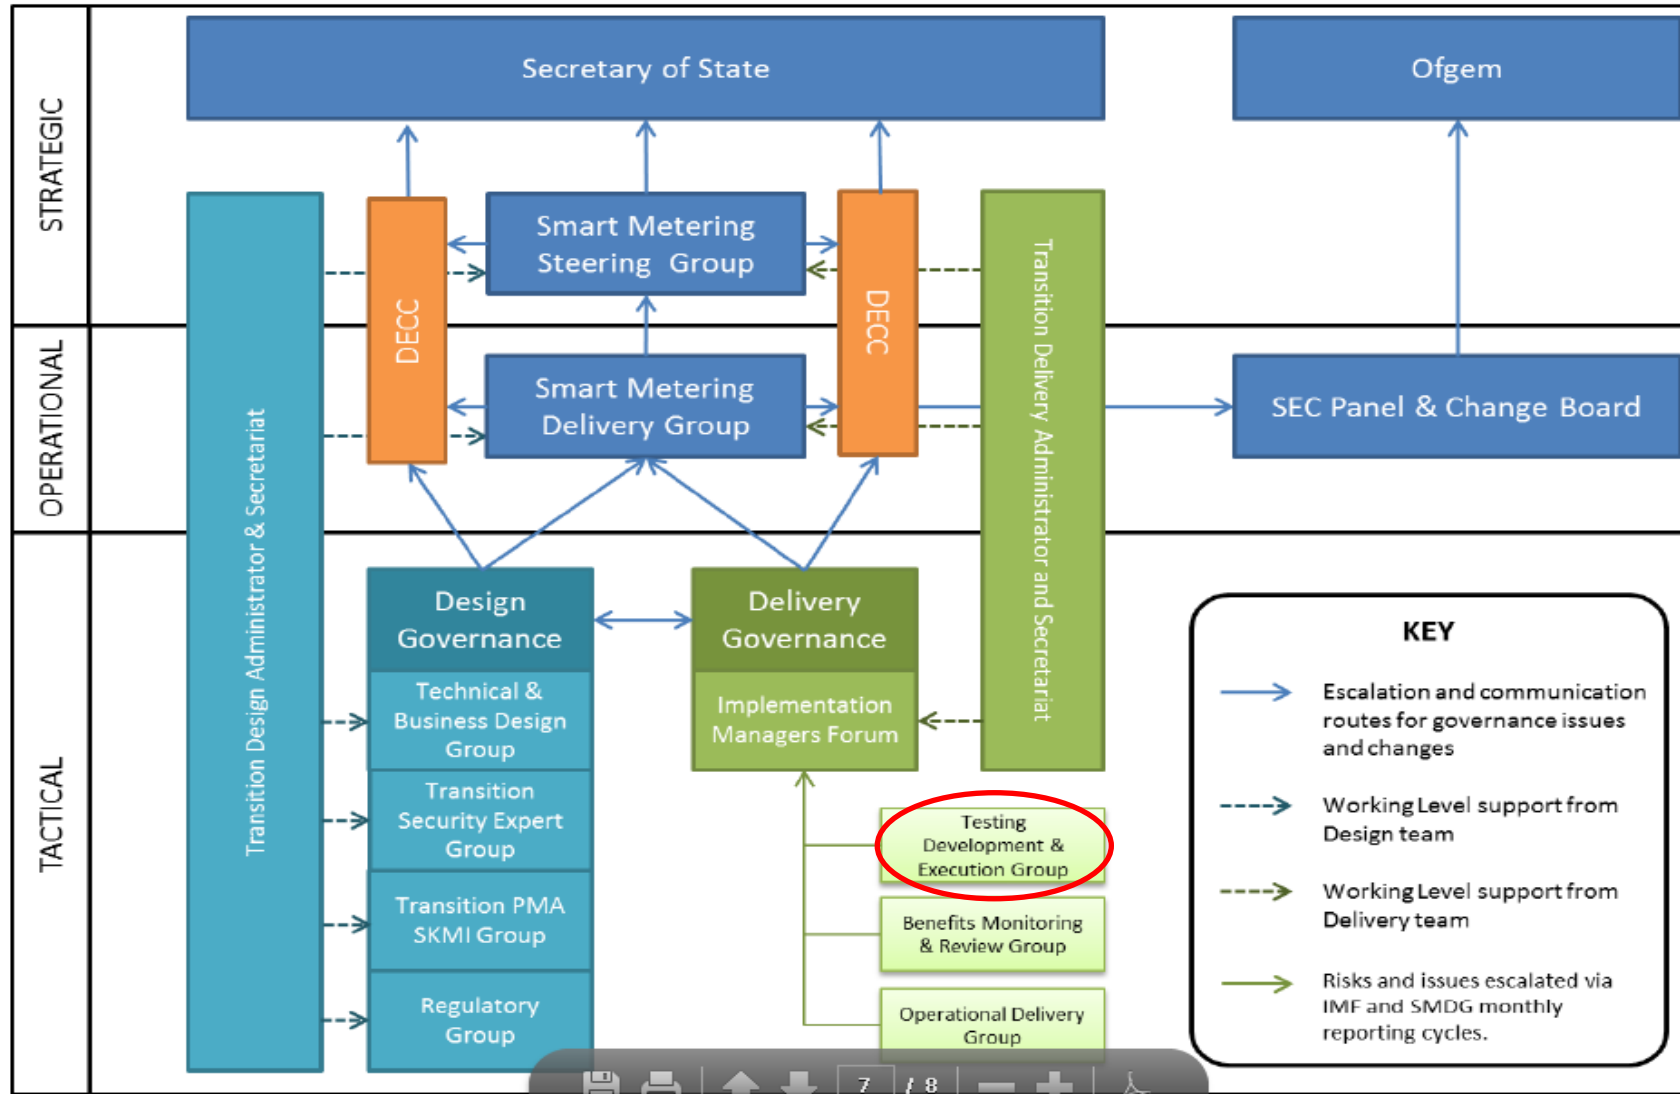 STRATEGIC
Secretary of State
Ofgem
Smart Metering
Steering Group
DECC
DECC
Transition Design Administrator & Secretariat
Transition Delivery Administrator and Secretariat
OPERATIONAL
Smart Metering
Delivery Group
SEC Panel & Change Board
TACTICAL
Design
Governance
Technical &
Business Design
Group
Transition
Security Expert
Group
Transition PMA
SKMI Group
Regulatory
Group
Delivery
Governance
Implementation
Managers Forum
Testing
Development &
Execution Group
Benefits Monitoring
& Review Group
Operational Delivery
Group
KEY
Escalation and communication
routes for governance issues
and changes
Working Level support from
Design team
Working Level support from
Delivery team
Risks and issues escalated via
IMF and SMDG monthly
reporting cycles.
7 / 8